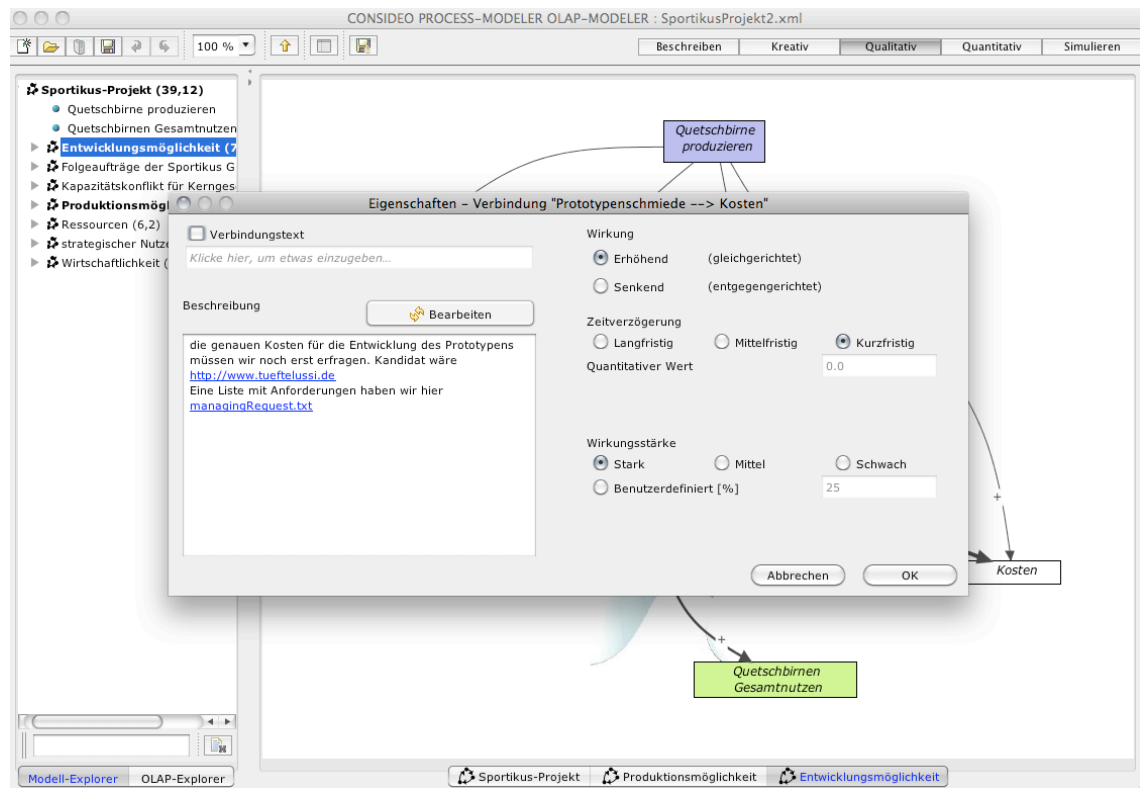 CONSIDEO PROCESS-MODELER OLAP-MODELER : SportikusProjekt2.xml
100 %
Beschreiben Kreativ Qualitativ Quantitativ Simulieren
Sportikus-Projekt (39,12)
Quetschbirne produzieren
Quetschbirnen Gesamtnutzen
Entwicklungsmöglichkeit (7
Folgeaufträge der Sportikus G
Kapazitätskonflikt für Kernges
Produktionsmögl
Ressourcen (6,2)
strategischer Nutze
Wirtschaftlichkeit (
Quetschbirne
produzieren
Eigenschaften - Verbindung "Prototypenschmiede --> Kosten"
Verbindungstext
Klicke hier, um etwas einzugeben...
Beschreibung
Bearbeiten
die genauen Kosten für die Entwicklung des Prototypens
müssen wir noch erst erfragen. Kandidat wäre
http://www.tueftelussi.de
Eine Liste mit Anforderungen haben wir hier
managingRequest.txt
Wirkung
Erhöhend (gleichgerichtet)
Senkend (entgegengerichtet)
Zeitverzögerung
Langfristig Mittelfristig Kurzfristig
Quantitativer Wert 0.0
Wirkungsstärke
Stark Mittel Schwach
Benutzerdefiniert [%] 25
Abbrechen OK
+
Kosten
+
Quetschbirnen
Gesamtnutzen
Modell-Explorer OLAP-Explorer
Sportikus-Projekt Produktionsmöglichkeit Entwicklungsmöglichkeit